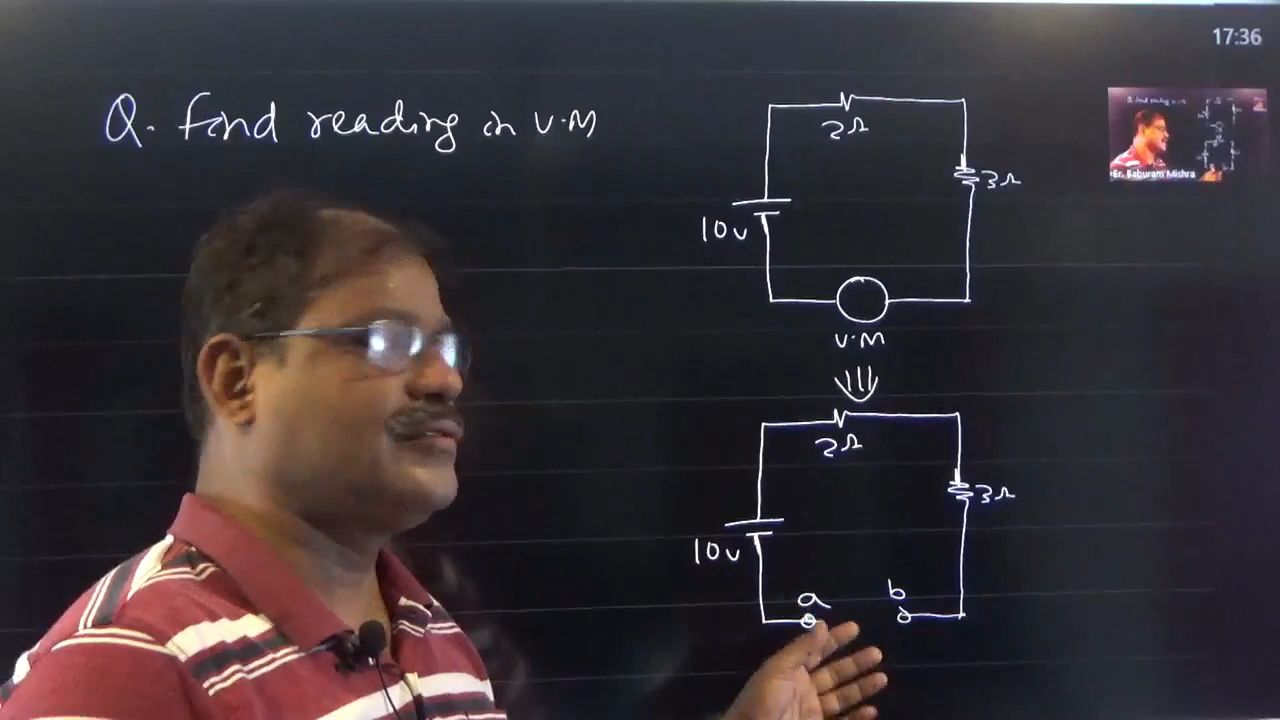 17:36
Q. Find reading in V.M
2Ω
3Ω
10V
V.M
2Ω
3Ω
10V
a
b
Er. Baburam Mishra